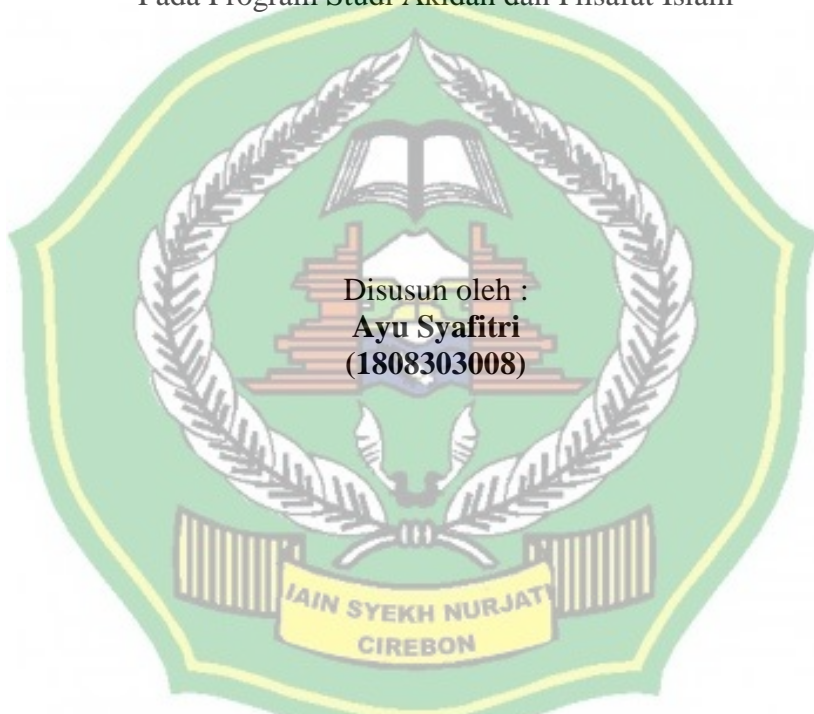 Pada Program Studi Akidah dan Filsafat Islam
Disusun oleh :
Ayu Syafitri
(1808303008)
IAIN SYEKH NURJATI
CIREBON